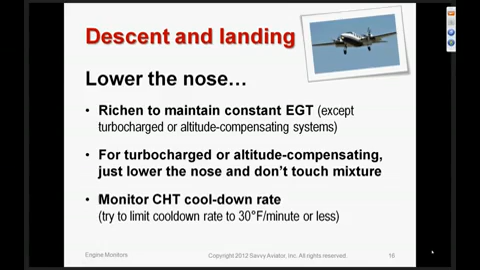 Descent and landing
Lower the nose…
• Richen to maintain constant EGT (except
turbocharged or altitude-compensating systems)
• For turbocharged or altitude-compensating,
just lower the nose and don't touch mixture
• Monitor CHT cool-down rate
(try to limit cooldown rate to 30°F/minute or less)
Engine Monitors
Copyright 2012 Savvy Aviator, Inc. All rights reserved.
16